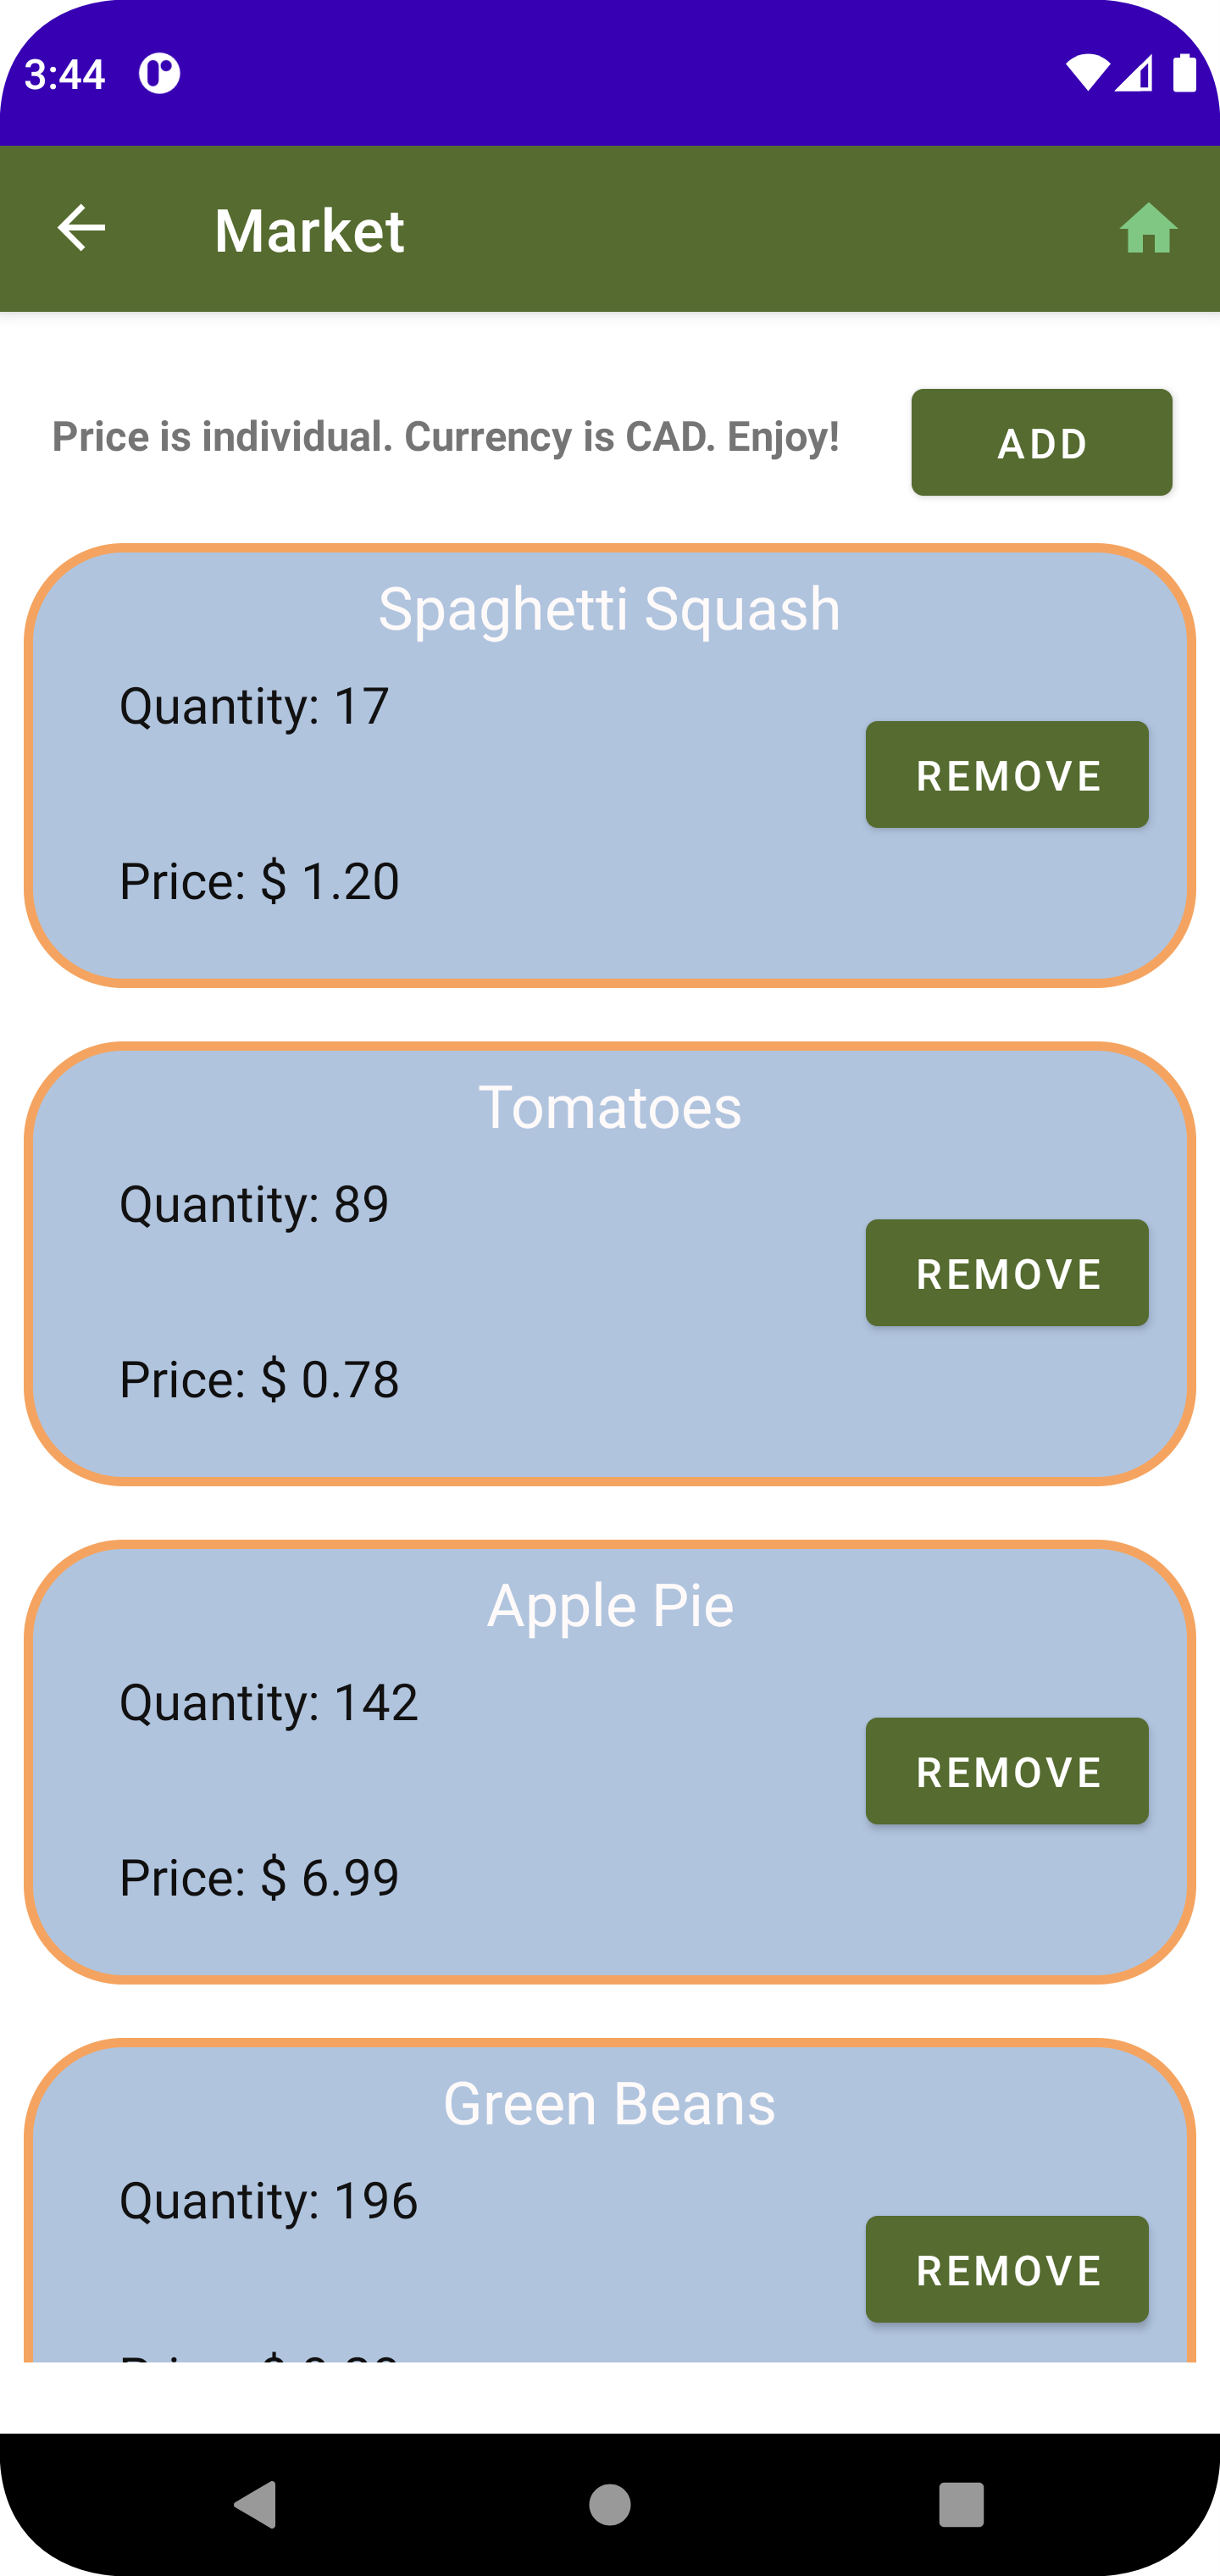 3:44
Market
Price is individual. Currency is CAD. Enjoy!
ADD
Spaghetti Squash
Quantity: 17
REMOVE
Price: $ 1.20
Tomatoes
Quantity: 89
REMOVE
Price: $ 0.78
Apple Pie
Quantity: 142
REMOVE
Price: $ 6.99
Green Beans
Quantity: 196
REMOVE